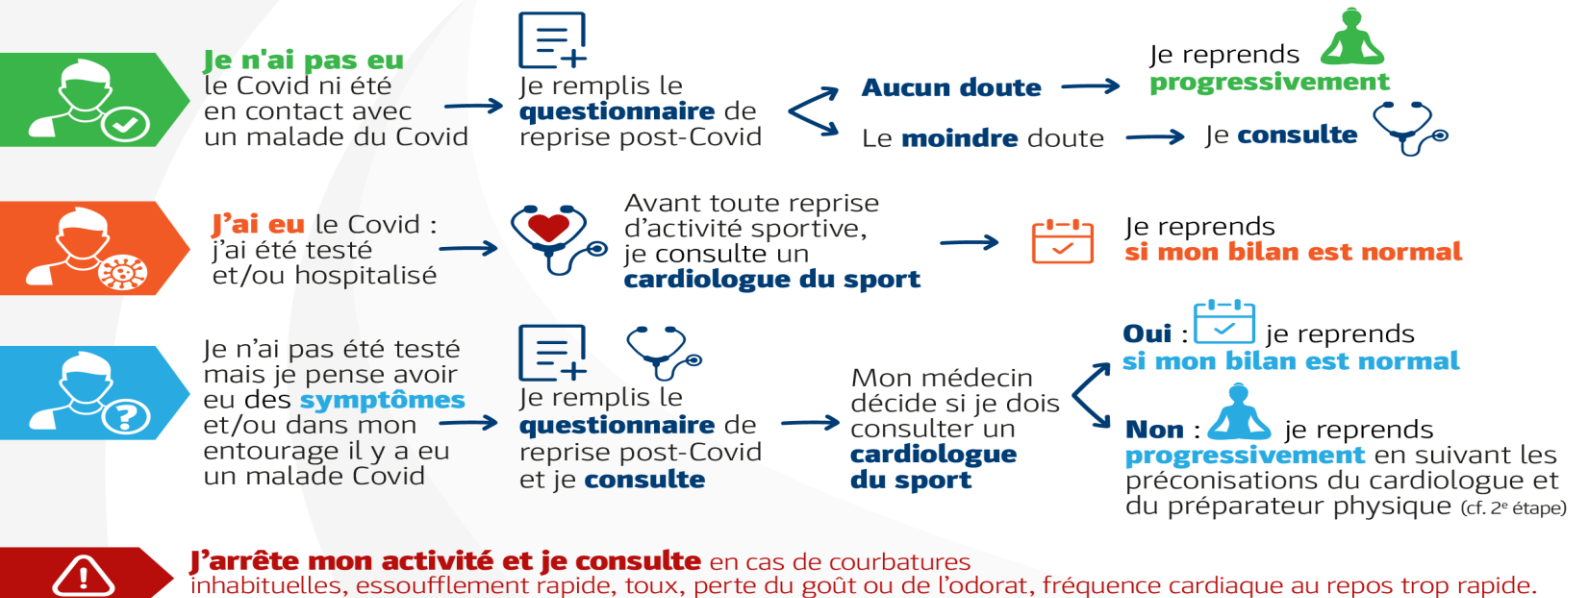 Je n'ai pas eu
le Covid ni été
en contact avec
un malade du Covid
Je remplis le
questionnaire de
reprise post-Covid
Aucun doute
Je reprends
progressivement
Le moindre doute
Je consulte
J’ai eu le Covid :
j’ai été testé
et/ou hospitalisé
Avant toute reprise
d’activité sportive,
je consulte un
cardiologue du sport
Je reprends
si mon bilan est normal
Je n’ai pas été testé
mais je pense avoir
eu des symptômes
et/ou dans mon
entourage il y a eu
un malade Covid
?
Je remplis le
questionnaire de
reprise post-Covid
et je consulte
Mon médecin
décide si je dois
consulter un
cardiologue
du sport
Oui : je reprends
si mon bilan est normal
Non : je reprends
progressivement en suivant les
préconisations du cardiologue et
du préparateur physique (cf. 2e étape)
!
J’arrête mon activité et je consulte en cas de courbatures
inhabituelles, essoufflement rapide, toux, perte du goût ou de l’odorat, fréquence cardiaque au repos trop rapide.